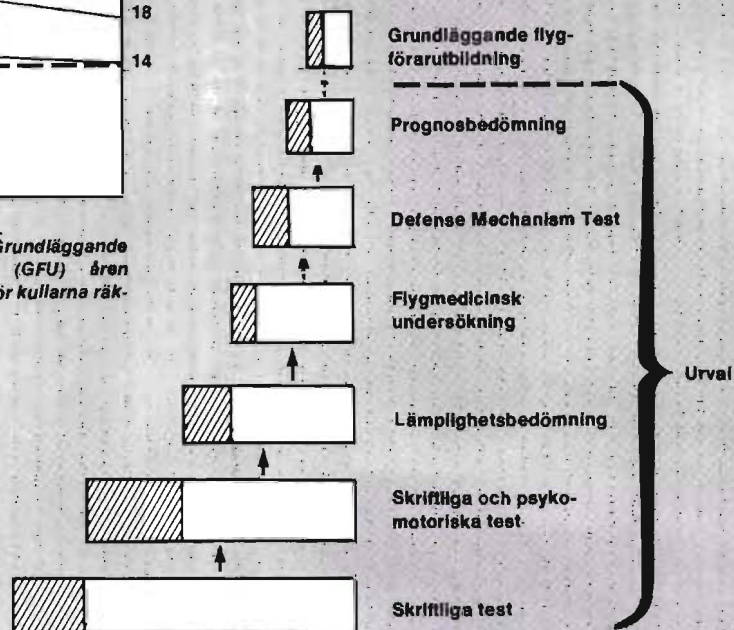 18
14
Grundläggande
(GFU) åren
ör kullarna räk-
Grundläggande flyg-
förarutbildning
Prognosbedömning
Defense Mechanism Test
Flygmedicinsk
undersökning
Lämplighetsbedömning
Skriftliga och psyko-
motoriska test
Skriftliga test
Urval